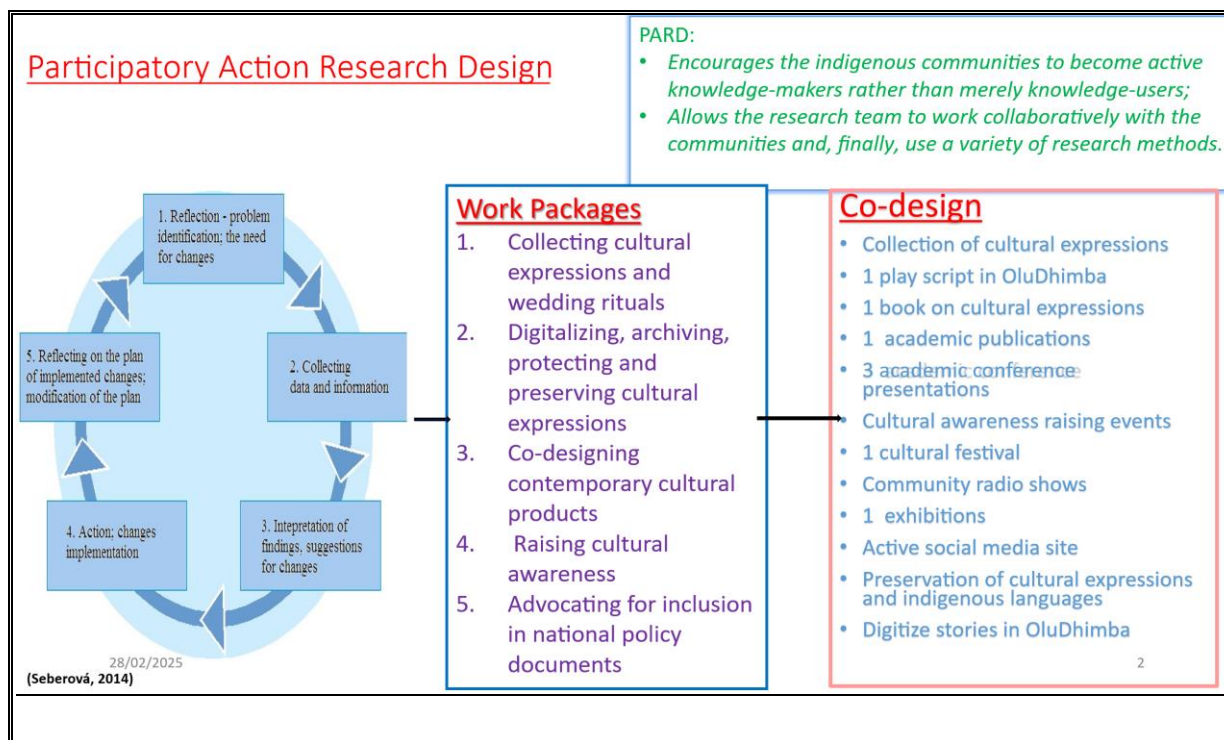 Participatory Action Research Design
PARD:
• Encourages the indigenous communities to become active
knowledge-makers rather than merely knowledge-users;
• Allows the research team to work collaboratively with the
communities and, finally, use a variety of research methods.
1. Reflection - problem
identification; the need
for changes
2. Collecting
data and information
3. Intepretation of
findings, suggestions
for changes
4. Action; changes
implementation
5. Reflecting on the plan
of implemented changes;
modification of the plan
28/02/2025
(Seberová, 2014)
Work Packages
1. Collecting cultural
expressions and
wedding rituals
2. Digitalizing, archiving,
protecting and
preserving cultural
expressions
3. Co-designing
contemporary cultural
products
4. Raising cultural
awareness
5. Advocating for inclusion
in national policy
documents
Co-design
• Collection of cultural expressions
• 1 play script in OluDhimba
• 1 book on cultural expressions
• 1 academic publications
• 3 academic conference
presentations
• Cultural awareness raising events
• 1 cultural festival
• Community radio shows
• 1 exhibitions
• Active social media site
• Preservation of cultural expressions
and indigenous languages
• Digitize stories in OluDhimba
2